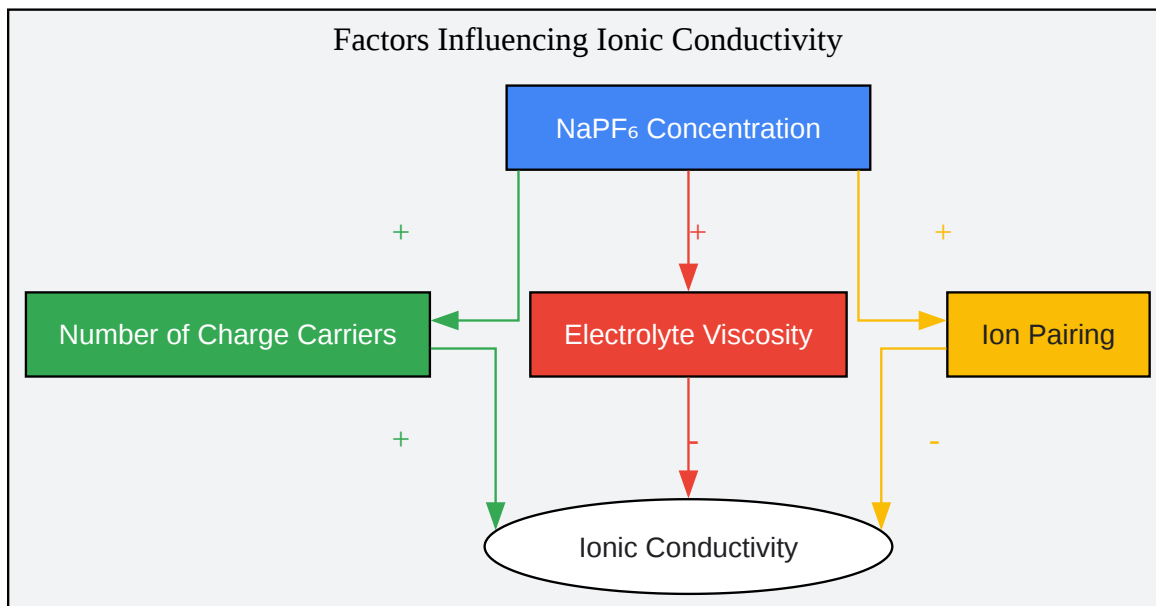 Factors Influencing Ionic Conductivity
NaPF₆ Concentration
+ + +
Number of Charge Carriers Electrolyte Viscosity Ion Pairing
+ - -
Ionic Conductivity